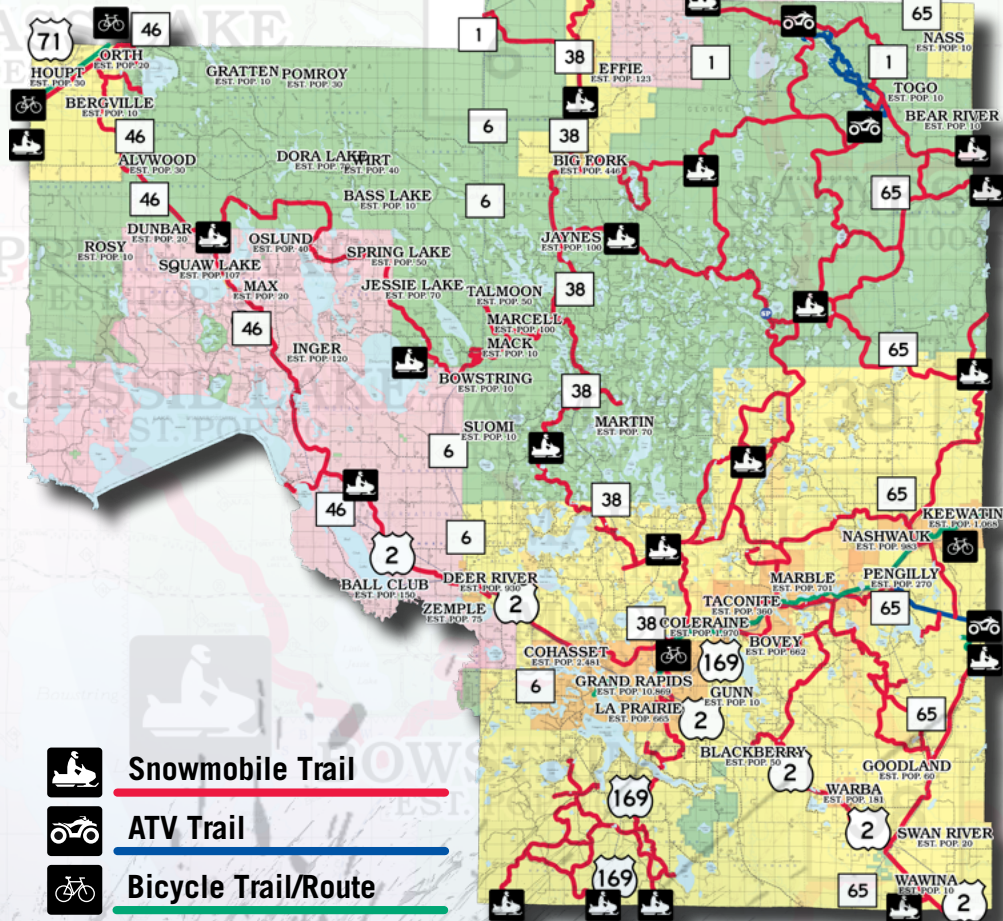 71
46
1
65
NASS
EST. POP. 10
ORTH
EST. POP. 20
38
1
HOUPT
EST. POP. 30
GRATTEN
EST. POP. 10
POMROY
EST. POP. 30
EFFIE
EST. POP. 123
TOGO
EST. POP. 10
BERGVILLE
EST. POP. 10
BEAR RIVER
EST. POP. 10
46
6
38
ALVWOOD
EST. POP. 30
DORA LAKE
WIRT
EST. POP. 40
BIG FORK
EST. POP. 446
46
BASS LAKE
EST. POP. 10
6
65
DUNBAR
EST. POP. 20
ROSY
EST. POP. 10
OSLUND
EST. POP. 40
JAYNES
EST. POP. 100
SPRING LAKE
EST. POP. 50
SQUAW LAKE
EST. POP. 107
MAX
EST. POP. 20
JESSIE LAKE
EST. POP. 70
TALMOON
EST. POP. 50
38
MARCELL
EST. POP. 100
46
MACK
EST. POP. 10
INGER
EST. POP. 120
65
BOWSTRING
EST. POP. 10
38
SUOMI
EST. POP. 10
MARTIN
EST. POP. 70
6
46
38
65
KEEWATIN
EST. POP. 1,068
NASHWAUK
EST. POP. 983
6
2
BALL CLUB
EST. POP. 150
DEER RIVER
EST. POP. 930
MARBLE
EST. POP. 701
PENGILLY
EST. POP. 270
2
ZEMPLE
EST. POP. 75
TACONITE
EST. POP. 360
65
38
COLERAINE
EST. POP. 1,970
BOVEY
EST. POP. 662
COHASSET
EST. POP. 2,481
169
6
GRAND RAPIDS
EST. POP. 10,869
GUNN
EST. POP. 10
LA PRAIRIE
EST. POP. 665
2
65
BLACKBERRY
EST. POP. 50
2
GOODLAND
EST. POP. 60
WARBA
EST. POP. 181
169
2
SWAN RIVER
EST. POP. 20
169
65
WAWINA
EST. POP. 10
2
Snowmobile Trail
ATV Trail
Bicycle Trail/Route